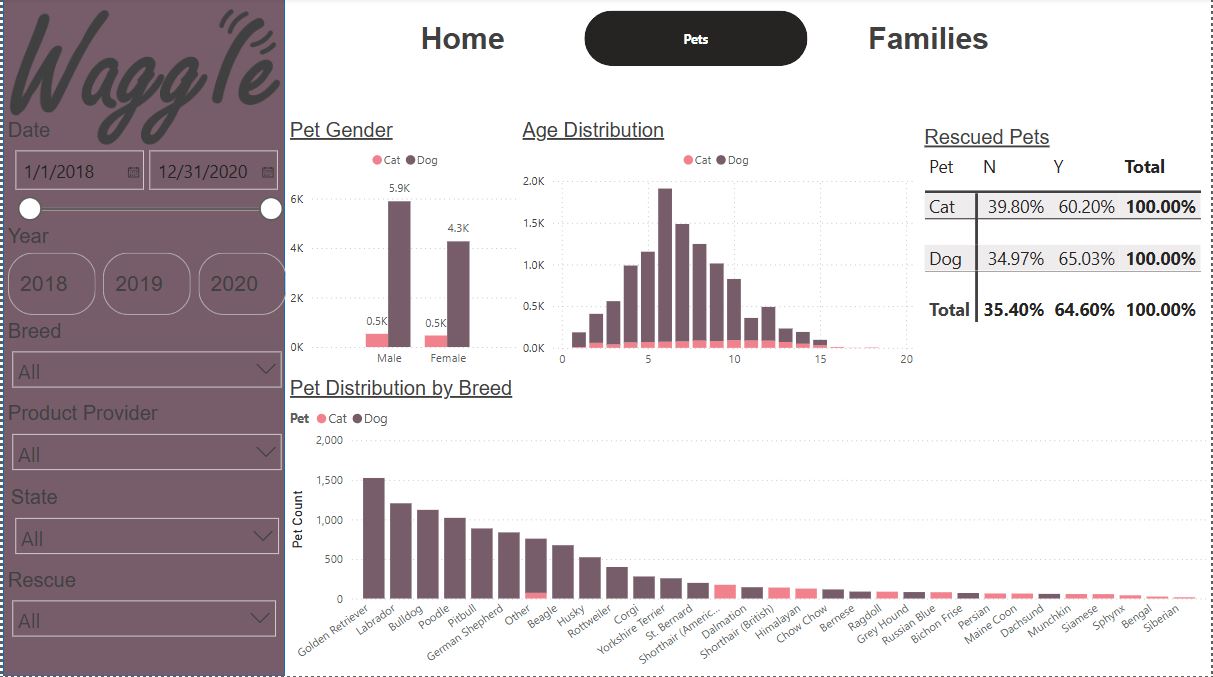 Waggle
Date
1/1/2018
12/31/2020
Year
2018
2019
2020
Breed
All
Product Provider
All
State
All
Rescue
All
Home
Pets
Families
Pet Gender
Cat Dog
6K
4K
2K
0K
5.9K
4.3K
0.5K
0.5K
Male
Female
Age Distribution
Cat Dog
2.0K
1.5K
1.0K
0.5K
0.0K
0 5 10 15 20
Rescued Pets
Pet N Y Total
Cat 39.80% 60.20% 100.00%
Dog 34.97% 65.03% 100.00%
Total 35.40% 64.60% 100.00%
Pet Distribution by Breed
Pet Cat Dog
Pet Count
2,000
1,500
1,000
500
0
Golden Retriever
Labrador
Bulldog
Poodle
Pitbull
German Shepherd
Other
Beagle
Husky
Rottweiler
Corgi
Yorkshire Terrier
St. Bernard
Shorthair (Americ...
Dalmation
Shorthair (British)
Himalayan
Chow Chow
Bernese
Ragdoll
Grey Hound
Russian Blue
Bichon Frise
Persian
Maine Coon
Dachsund
Munchkin
Siamese
Sphynx
Bengal
Siberian